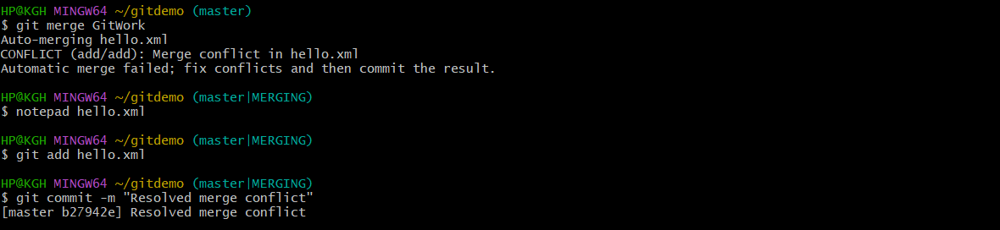 HP@KGH MINGW64 ~/gitdemo (master)
$ git merge GitWork
Auto-merging hello.xml
CONFLICT (add/add): Merge conflict in hello.xml
Automatic merge failed; fix conflicts and then commit the result.
HP@KGH MINGW64 ~/gitdemo (master|MERGING)
$ notepad hello.xml
HP@KGH MINGW64 ~/gitdemo (master|MERGING)
$ git add hello.xml
HP@KGH MINGW64 ~/gitdemo (master|MERGING)
$ git commit -m "Resolved merge conflict"
[master b27942e] Resolved merge conflict